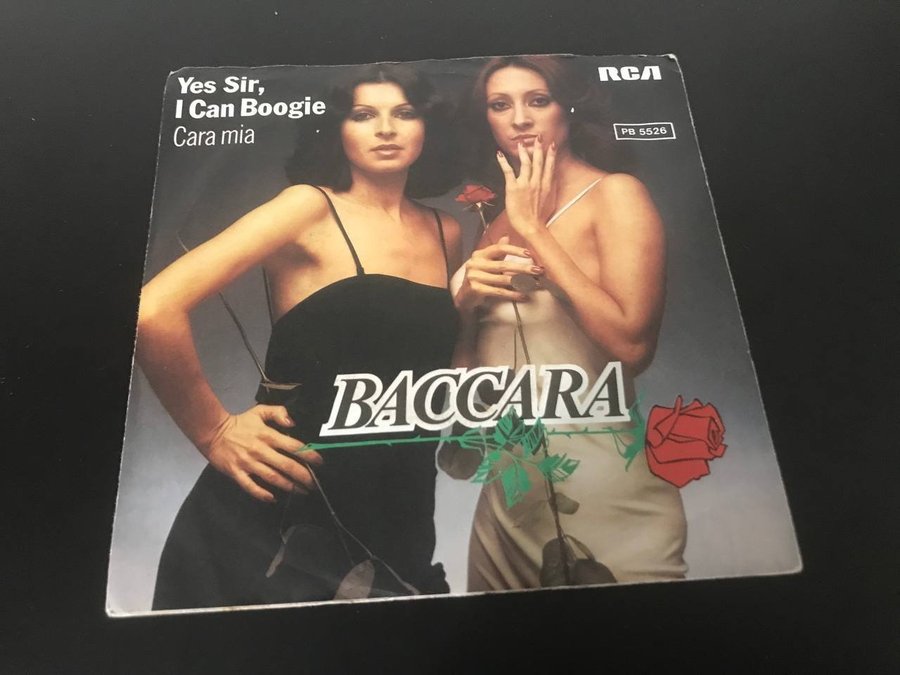 Yes Sir,
I Can Boogie
Cara mia
RCA
PB 5526
BACCARA